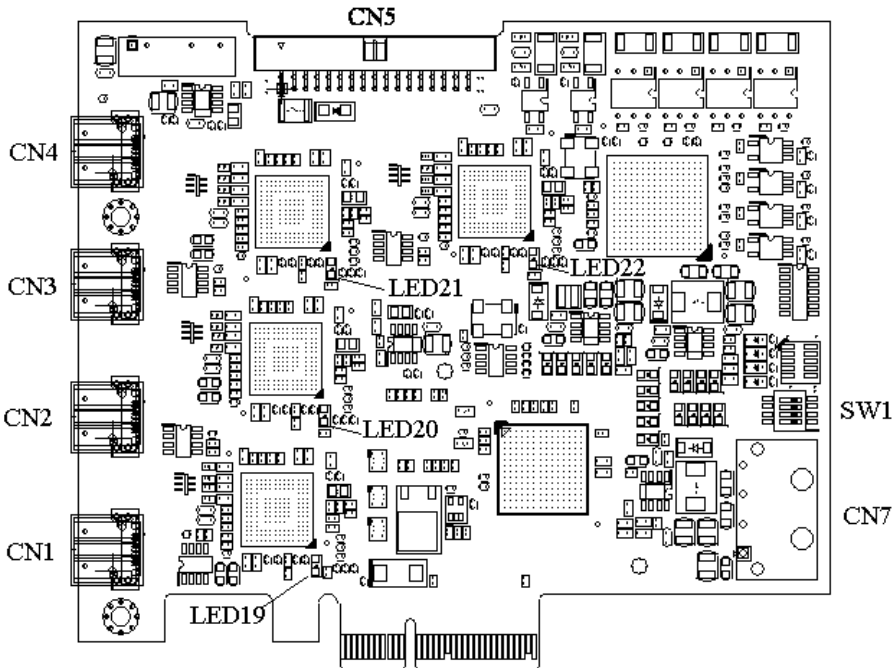 CN5
CN4
CN3
LED21
LED22
CN2
LED20
SW1
CN7
CN1
LED19